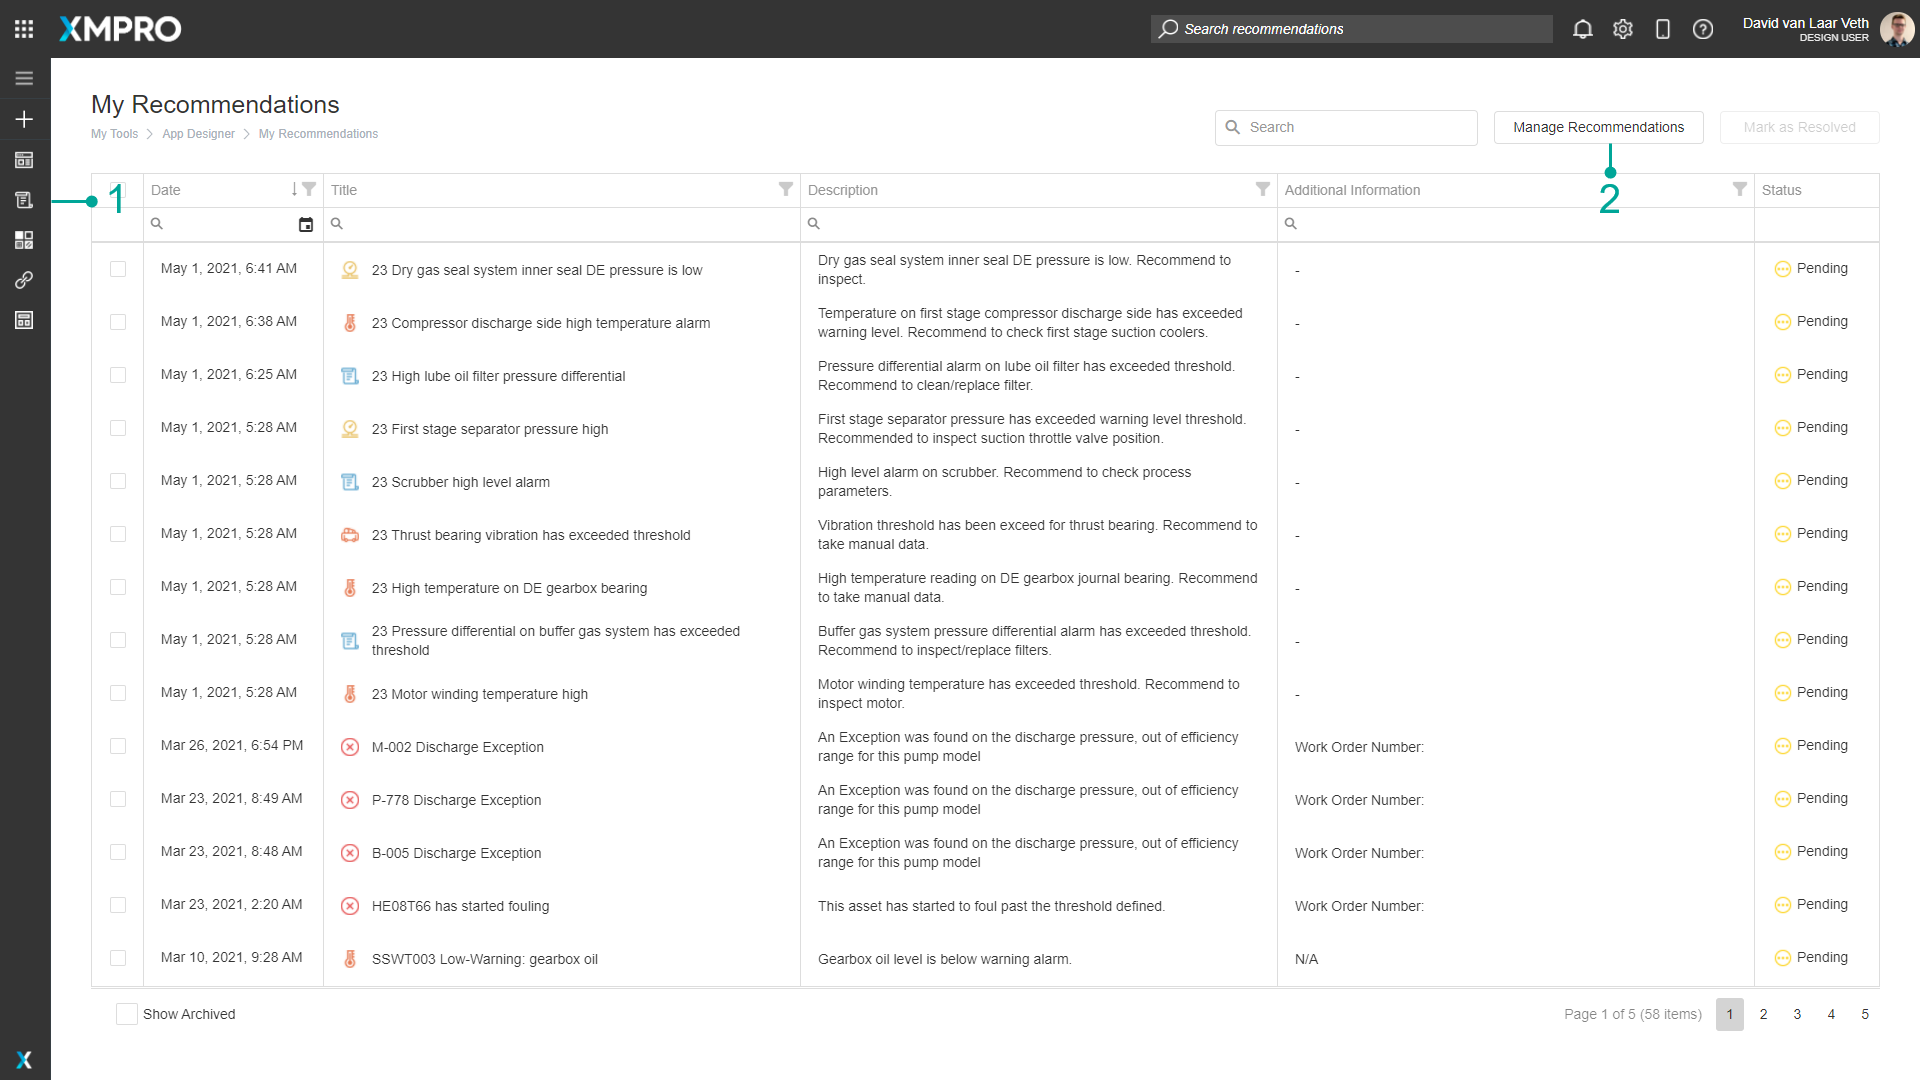 XMPRO
Search recommendations
David van Laar Veth
DESIGN USER
My Recommendations
My Tools > App Designer > My Recommendations
Search
Manage Recommendations
Mark as Resolved
1
2
Date Title Description Additional Information Status
May 1, 2021, 6:41 AM 23 Dry gas seal system inner seal DE pressure is low Dry gas seal system inner seal DE pressure is low. Recommend to - Pending
inspect.
May 1, 2021, 6:38 AM 23 Compressor discharge side high temperature alarm Temperature on first stage compressor discharge side has exceeded - Pending
warning level. Recommend to check first stage suction coolers.
May 1, 2021, 6:25 AM 23 High lube oil filter pressure differential Pressure differential alarm on lube oil filter has exceeded threshold. - Pending
Recommend to clean/replace filter.
May 1, 2021, 5:28 AM 23 First stage separator pressure high First stage separator pressure has exceeded warning level threshold. - Pending
Recommended to inspect suction throttle valve position.
May 1, 2021, 5:28 AM 23 Scrubber high level alarm High level alarm on scrubber. Recommend to check process - Pending
parameters.
May 1, 2021, 5:28 AM 23 Thrust bearing vibration has exceeded threshold Vibration threshold has been exceed for thrust bearing. Recommend to - Pending
take manual data.
May 1, 2021, 5:28 AM 23 High temperature on DE gearbox bearing High temperature reading on DE gearbox journal bearing. Recommend - Pending
to take manual data.
May 1, 2021, 5:28 AM 23 Pressure differential on buffer gas system has exceeded Buffer gas system pressure differential alarm has exceeded threshold. - Pending
threshold Recommend to inspect/replace filters.
May 1, 2021, 5:28 AM 23 Motor winding temperature high Motor winding temperature has exceeded threshold. Recommend to - Pending
inspect motor.
Mar 26, 2021, 6:54 PM M-002 Discharge Exception An Exception was found on the discharge pressure, out of efficiency Work Order Number: Pending
range for this pump model
Mar 23, 2021, 8:49 AM P-778 Discharge Exception An Exception was found on the discharge pressure, out of efficiency Work Order Number: Pending
range for this pump model
Mar 23, 2021, 8:48 AM B-005 Discharge Exception An Exception was found on the discharge pressure, out of efficiency Work Order Number: Pending
range for this pump model
Mar 23, 2021, 2:20 AM HE08T66 has started fouling This asset has started to foul past the threshold defined. Work Order Number: Pending
Mar 10, 2021, 9:28 AM SSWT003 Low-Warning: gearbox oil Gearbox oil level is below warning alarm. N/A Pending
Show Archived
Page 1 of 5 (58 items) 1 2 3 4 5